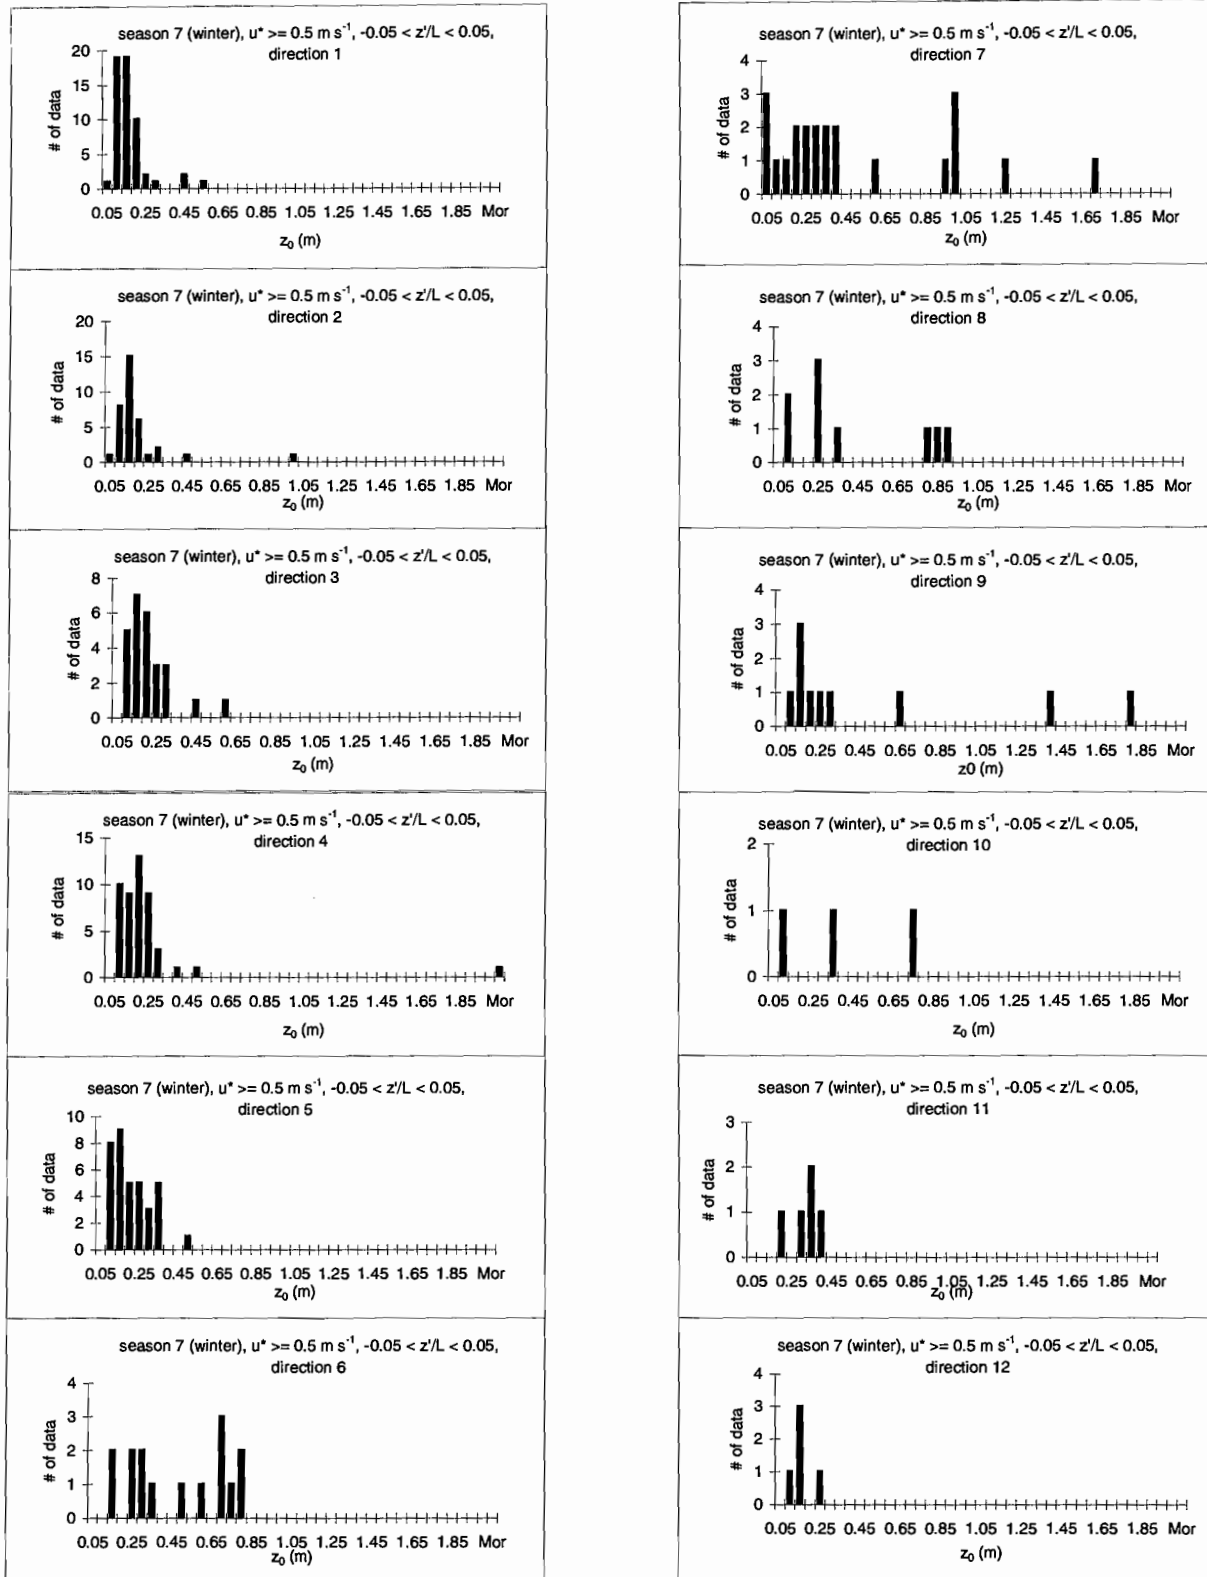 season 7 (winter), u* >= 0.5 m s-1, -0.05 < z'/L < 0.05,
direction 1
20
15
10
5
0
# of data
0.05 0.25 0.45 0.65 0.85 1.05 1.25 1.45 1.65 1.85 Mor
z0 (m)
season 7 (winter), u* >= 0.5 m s-1, -0.05 < z'/L < 0.05,
direction 2
20
15
10
5
0
# of data
0.05 0.25 0.45 0.65 0.85 1.05 1.25 1.45 1.65 1.85 Mor
z0 (m)
season 7 (winter), u* >= 0.5 m s-1, -0.05 < z'/L < 0.05,
direction 3
8
6
4
2
0
# of data
0.05 0.25 0.45 0.65 0.85 1.05 1.25 1.45 1.65 1.85 Mor
z0 (m)
season 7 (winter), u* >= 0.5 m s-1, -0.05 < z'/L < 0.05,
direction 4
15
10
5
0
# of data
0.05 0.25 0.45 0.65 0.85 1.05 1.25 1.45 1.65 1.85 Mor
z0 (m)
season 7 (winter), u* >= 0.5 m s-1, -0.05 < z'/L < 0.05,
direction 5
10
8
6
4
2
0
# of data
0.05 0.25 0.45 0.65 0.85 1.05 1.25 1.45 1.65 1.85 Mor
z0 (m)
season 7 (winter), u* >= 0.5 m s-1, -0.05 < z'/L < 0.05,
direction 6
4
3
2
1
0
# of data
0.05 0.25 0.45 0.65 0.85 1.05 1.25 1.45 1.65 1.85 Mor
z0 (m)
season 7 (winter), u* >= 0.5 m s-1, -0.05 < z'/L < 0.05,
direction 7
4
3
2
1
0
# of data
0.05 0.25 0.45 0.65 0.85 1.05 1.25 1.45 1.65 1.85 Mor
z0 (m)
season 7 (winter), u* >= 0.5 m s-1, -0.05 < z'/L < 0.05,
direction 8
4
3
2
1
0
# of data
0.05 0.25 0.45 0.65 0.85 1.05 1.25 1.45 1.65 1.85 Mor
z0 (m)
season 7 (winter), u* >= 0.5 m s-1, -0.05 < z'/L < 0.05,
direction 9
4
3
2
1
0
# of data
0.05 0.25 0.45 0.65 0.85 1.05 1.25 1.45 1.65 1.85 Mor
z0 (m)
season 7 (winter), u* >= 0.5 m s-1, -0.05 < z'/L < 0.05,
direction 10
2
1
0
# of data
0.05 0.25 0.45 0.65 0.85 1.05 1.25 1.45 1.65 1.85 Mor
z0 (m)
season 7 (winter), u* >= 0.5 m s-1, -0.05 < z'/L < 0.05,
direction 11
3
2
1
0
# of data
0.05 0.25 0.45 0.65 0.85 1.05 1.25 1.45 1.65 1.85 Mor
z0 (m)
season 7 (winter), u* >= 0.5 m s-1, -0.05 < z'/L < 0.05,
direction 12
4
3
2
1
0
# of data
0.05 0.25 0.45 0.65 0.85 1.05 1.25 1.45 1.65 1.85 Mor
z0 (m)